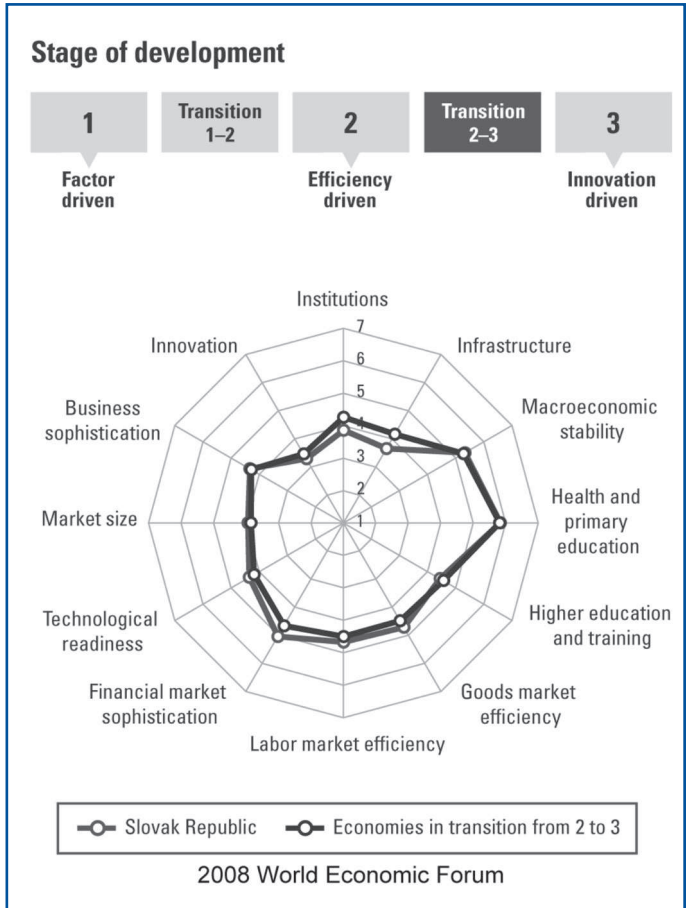 Stage of development
1
Transition
1–2
2
Transition
2–3
3
Factor
driven
Efficiency
driven
Innovation
driven
Institutions
Infrastructure
Macroeconomic
stability
Health and
primary
education
Higher education
and training
Goods market
efficiency
Labor market efficiency
Financial market
sophistication
Technological
readiness
Market size
Business
sophistication
Innovation
7
6
5
4
3
2
1
Slovak Republic
Economies in transition from 2 to 3
2008 World Economic Forum